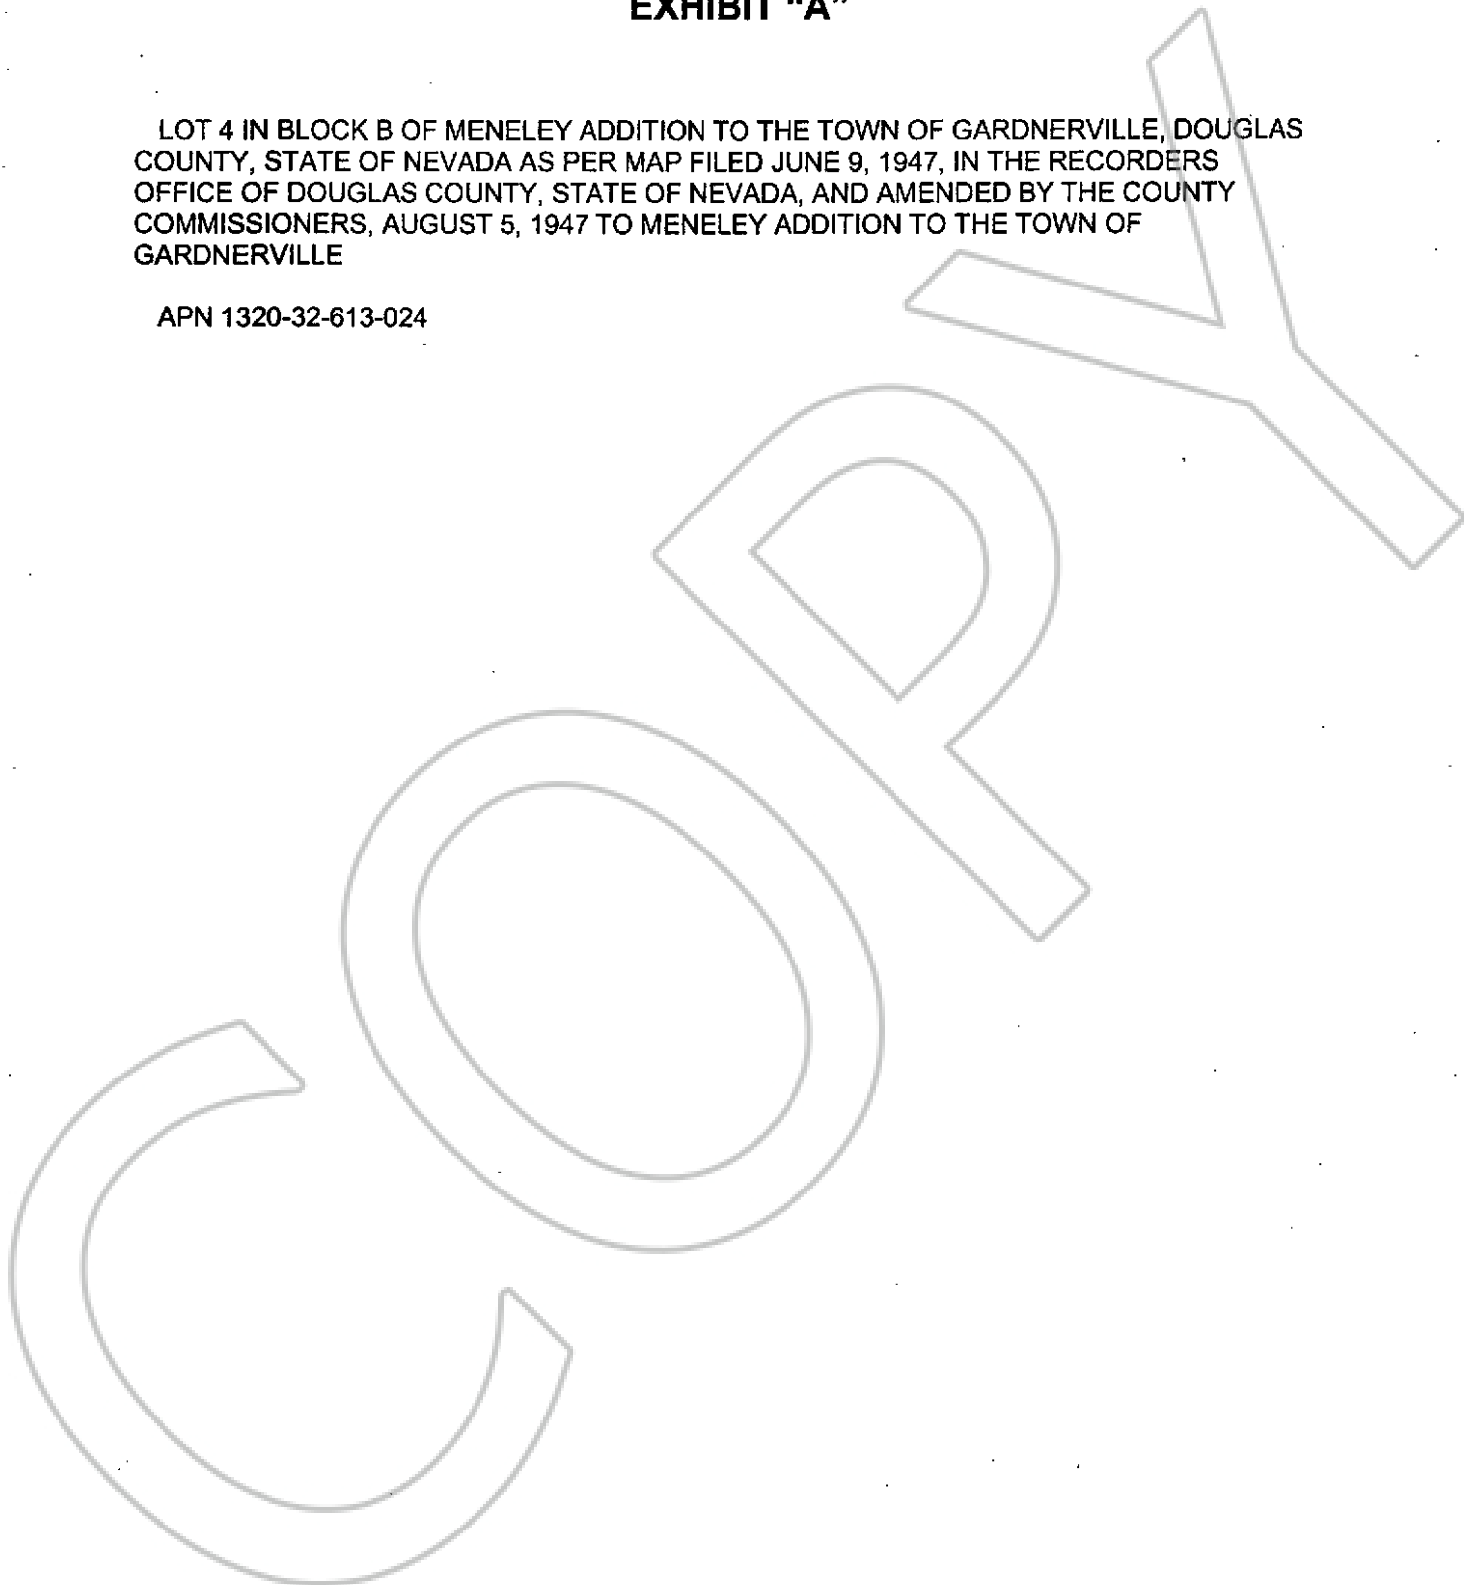 EXHIBIT "A"
LOT 4 IN BLOCK B OF MENELEY ADDITION TO THE TOWN OF GARDNERVILLE, DOUGLAS
COUNTY, STATE OF NEVADA AS PER MAP FILED JUNE 9, 1947, IN THE RECORDERS
OFFICE OF DOUGLAS COUNTY, STATE OF NEVADA, AND AMENDED BY THE COUNTY
COMMISSIONERS, AUGUST 5, 1947 TO MENELEY ADDITION TO THE TOWN OF
GARDNERVILLE
APN 1320-32-613-024
COPY